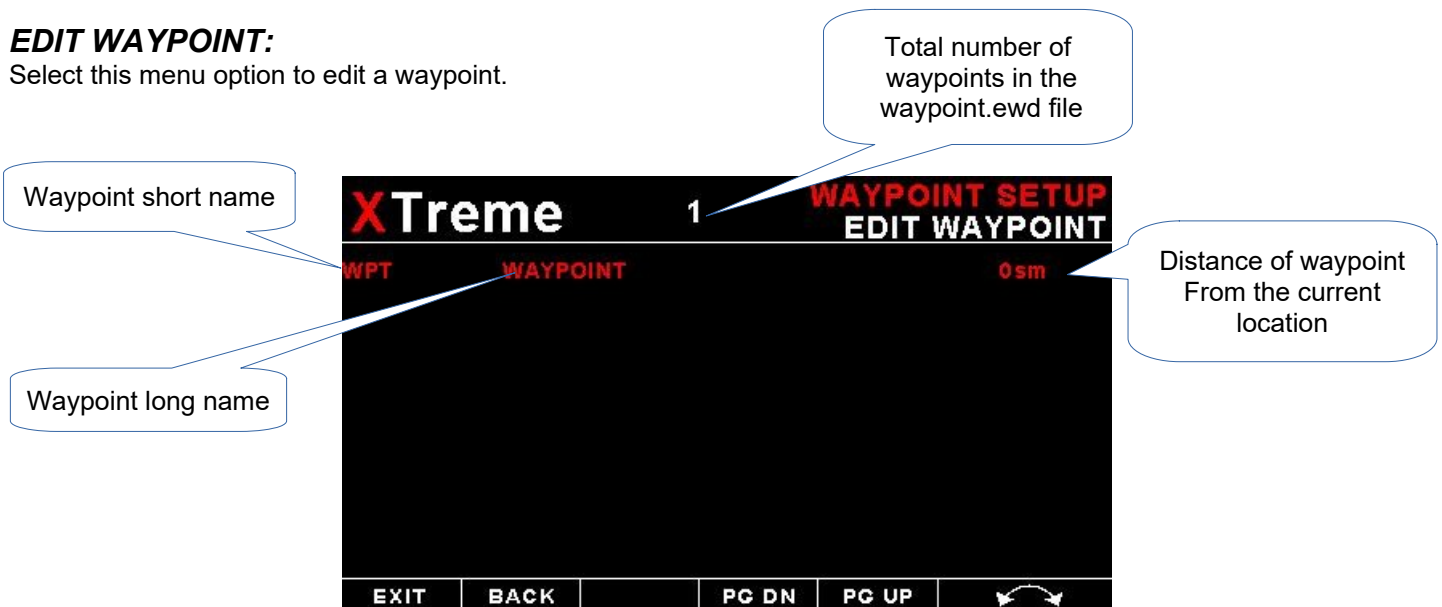 EDIT WAYPOINT:
Select this menu option to edit a waypoint.
Total number of
waypoints in the
waypoint.ewd file
Waypoint short name
XTreme 1 WAYPOINT SETUP
EDIT WAYPOINT
WPT WAYPOINT 0sm
Distance of waypoint
From the current
location
Waypoint long name
EXIT BACK PG DN PG UP